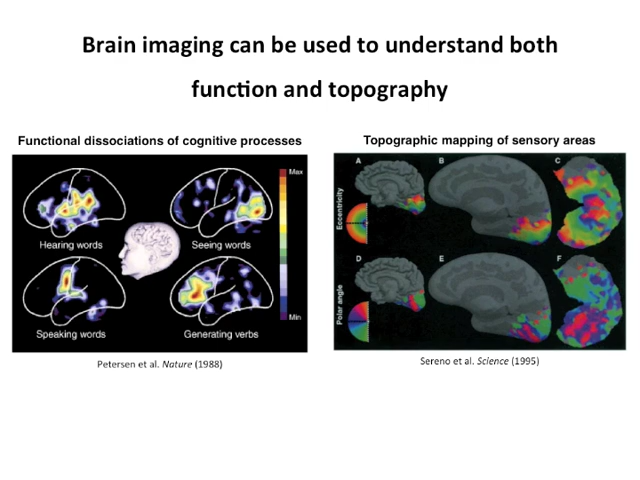 Brain imaging can be used to understand both
function and topography
Functional dissociations of cognitive processes
Max
Hearing words
Seeing words
Speaking words
Generating verbs
Min
Petersen et al. Nature (1988)
Topographic mapping of sensory areas
A
B
C
Eccentricity
D
E
F
Polar angle
Sereno et al. Science (1995)